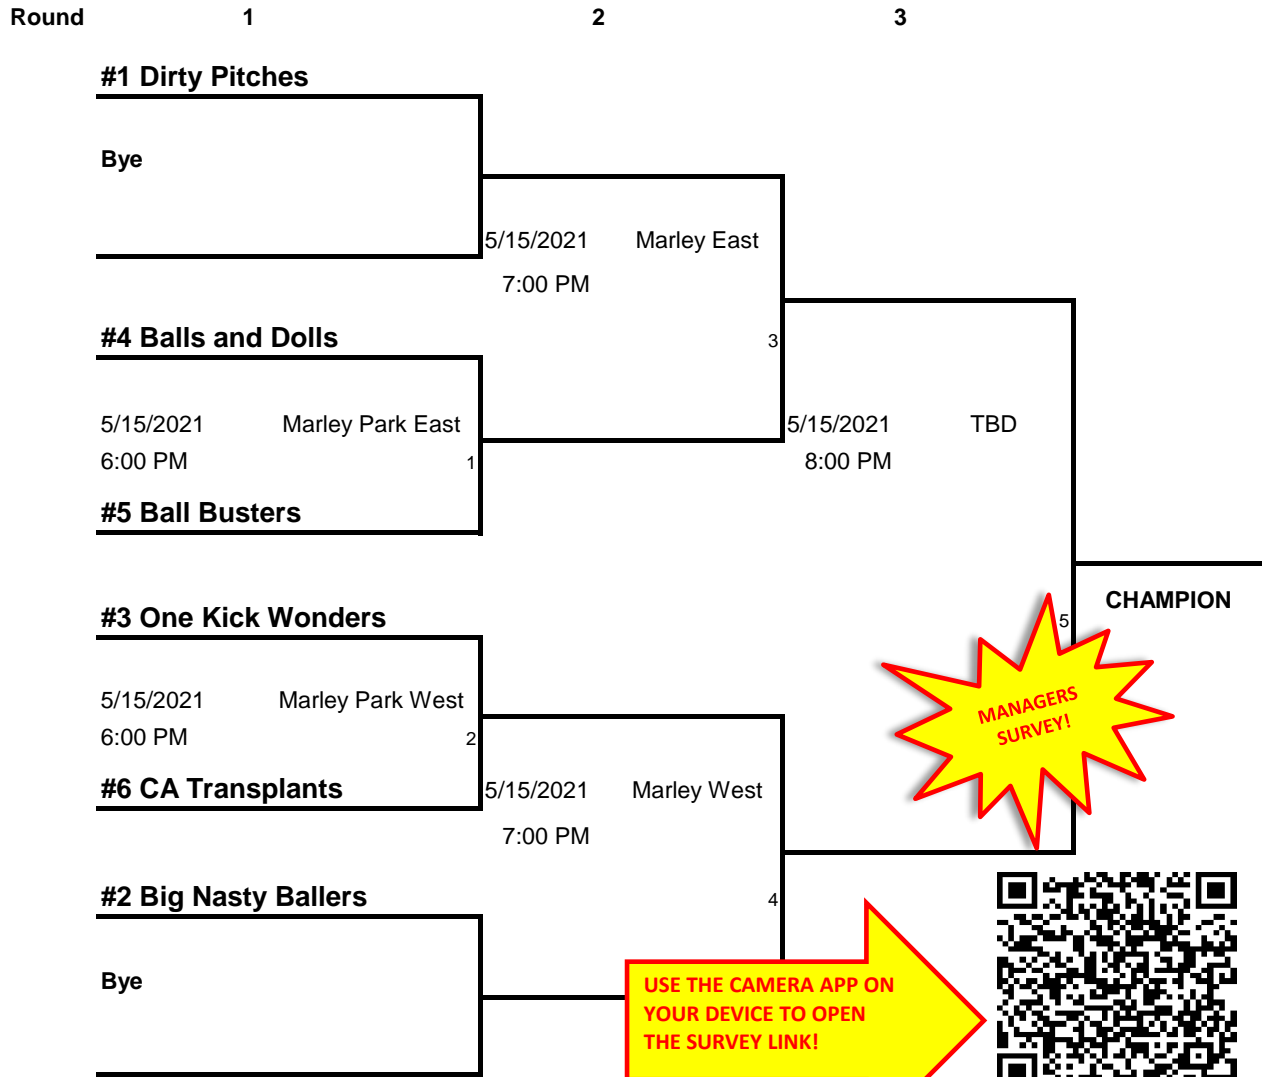 Round 1 2 3
#1 Dirty Pitches
Bye
5/15/2021 Marley East
7:00 PM
#4 Balls and Dolls
3
5/15/2021 Marley Park East
6:00 PM 1
#5 Ball Busters
5/15/2021 TBD
8:00 PM
CHAMPION
5
#3 One Kick Wonders
5/15/2021 Marley Park West
6:00 PM 2
#6 CA Transplants
MANAGERS
SURVEY!
5/15/2021 Marley West
7:00 PM
#2 Big Nasty Ballers
4
Bye
USE THE CAMERA APP ON
YOUR DEVICE TO OPEN
THE SURVEY LINK!